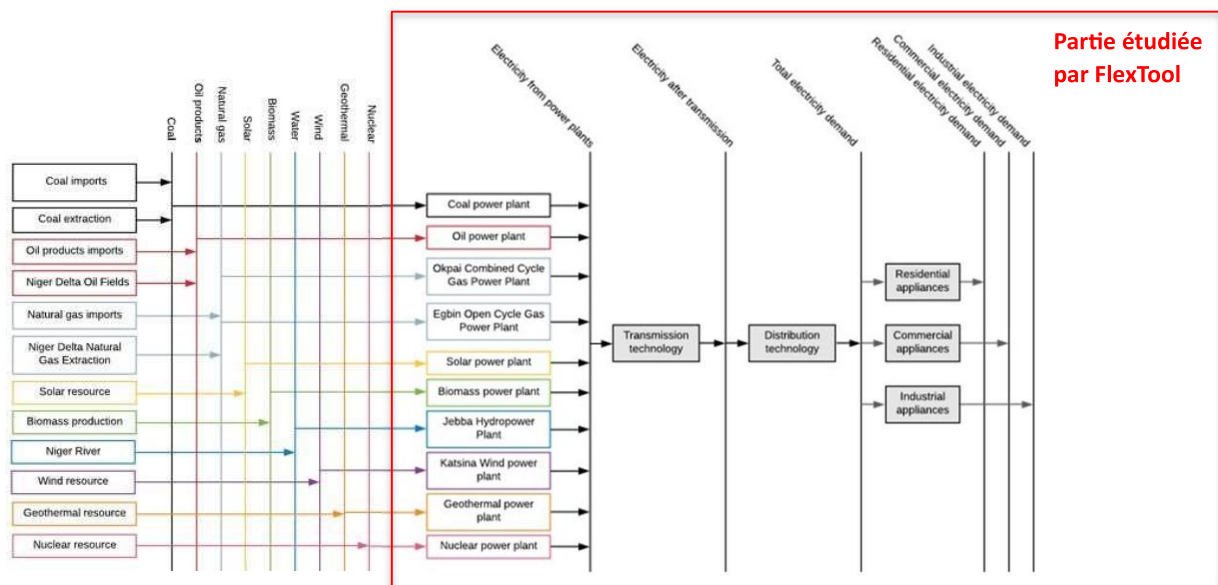 Partie étudiée
par FlexTool
Coal
Oil products
Natural gas
Solar
Biomass
Water
Wind
Geothermal
Nuclear
Electricity from power plants
Electricity after transmission
Total electricity demand
Residential electricity demand
Commercial electricity demand
Industrial electricity demand
Coal imports
Coal extraction
Oil products imports
Niger Delta Oil Fields
Natural gas imports
Niger Delta Natural
Gas Extraction
Solar resource
Biomass production
Niger River
Wind resource
Geothermal resource
Nuclear resource
Coal power plant
Oil power plant
Okpai Combined Cycle
Gas Power Plant
Egbin Open Cycle Gas
Power Plant
Solar power plant
Biomass power plant
Jebba Hydropower
Plant
Katsina Wind power
plant
Geothermal power
plant
Nuclear power plant
Transmission
technology
Distribution
technology
Residential
appliances
Commercial
appliances
Industrial
appliances